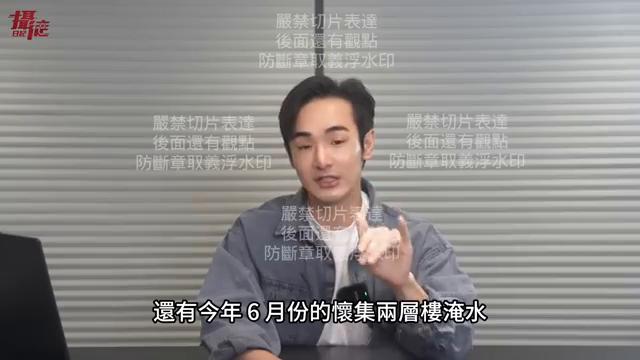 攝徒日記
嚴禁切片表達
後面還有觀點
防斷章取義浮水印
嚴禁切片表達
後面還有觀點
防斷章取義浮水印
嚴禁切片表達
後面還有觀點
防斷章取義浮水印
嚴禁切片表達
後面還有觀點
防斷章取義浮水印
還有今年6月份的懷集兩層樓淹水